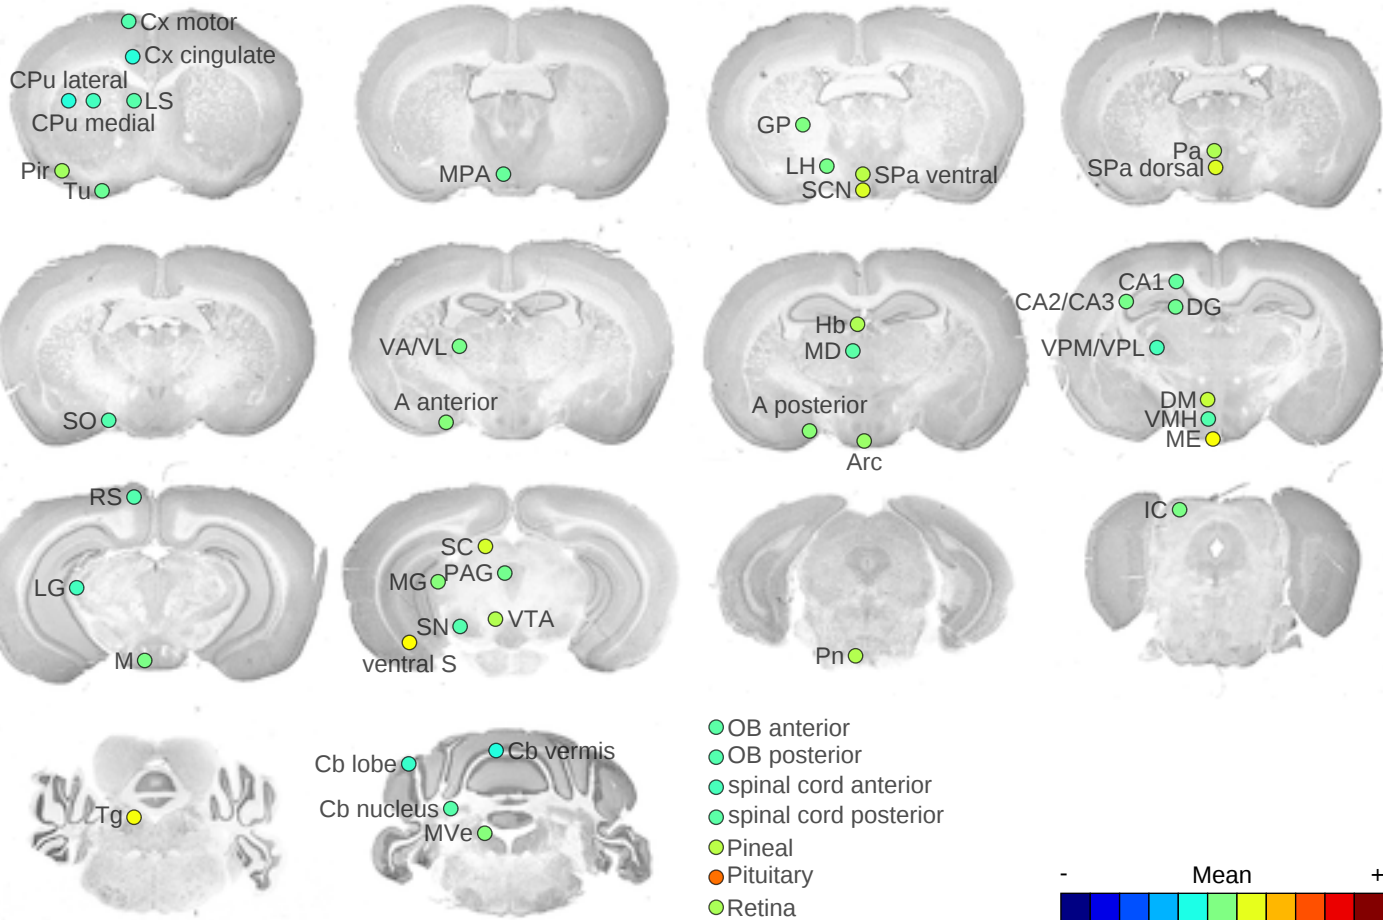 Cx motor
Cx cingulate
CPu lateral
LS
CPu medial
Pir
Tu
MPA
GP
LH
SPa ventral
SCN
Pa
SPa dorsal
SO
VA/VL
A anterior
Hb
MD
A posterior
Arc
CA1
CA2/CA3
DG
VPM/VPL
DM
VMH
ME
RS
LG
M
SC
MG
PAG
SN
VTA
ventral S
Pn
IC
Tg
Cb lobe
Cb vermis
Cb nucleus
MVe
OB anterior
OB posterior
spinal cord anterior
spinal cord posterior
Pineal
Pituitary
Retina
- Mean +